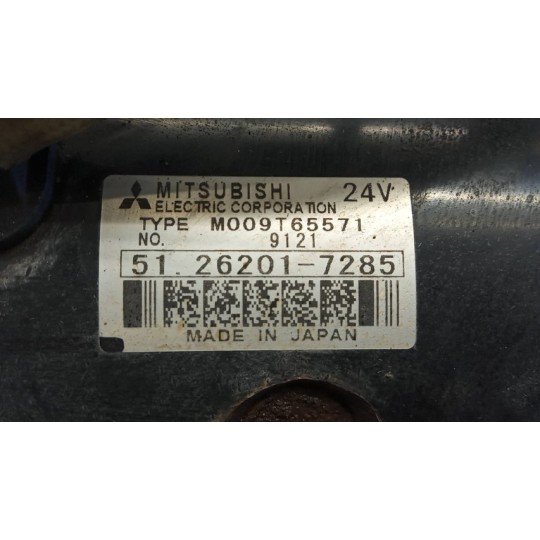 MITSUBISHI 24V
ELECTRIC CORPORATION
TYPE M009T65571
NO. 9121
51.26201-7285
MADE IN JAPAN